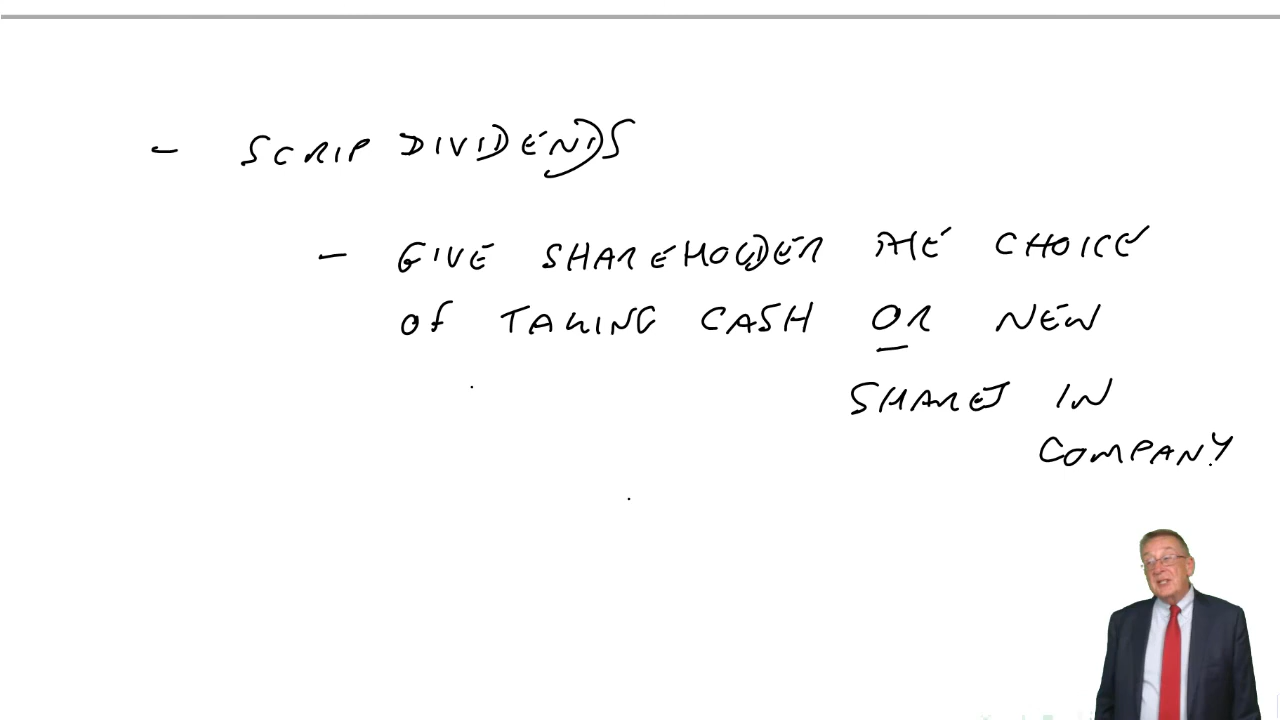 - SCRIP DIVIDENDS
- GIVE SHAREHOLDER THE CHOICE
OF TAKING CASH OR NEW
SHARES IN
COMPANY